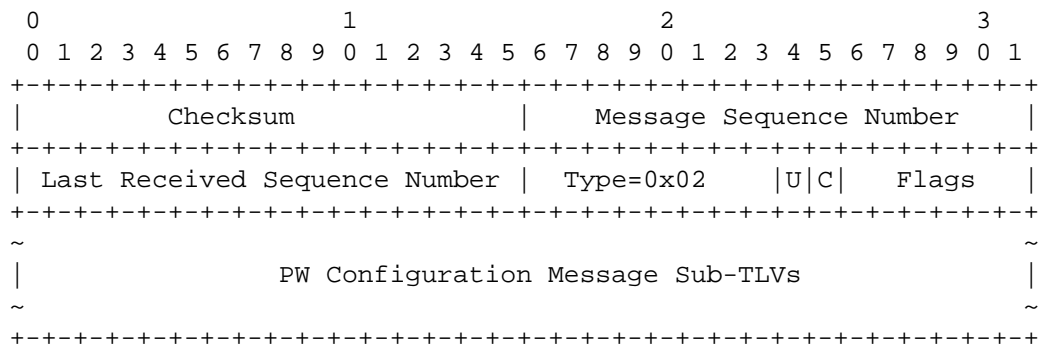 0                   1                   2                   3
 0 1 2 3 4 5 6 7 8 9 0 1 2 3 4 5 6 7 8 9 0 1 2 3 4 5 6 7 8 9 0 1
+-+-+-+-+-+-+-+-+-+-+-+-+-+-+-+-+-+-+-+-+-+-+-+-+-+-+-+-+-+-+-+-+
|         Checksum              |    Message Sequence Number    |
+-+-+-+-+-+-+-+-+-+-+-+-+-+-+-+-+-+-+-+-+-+-+-+-+-+-+-+-+-+-+-+-+
| Last Received Sequence Number |  Type=0x02    |U|C|   Flags   |
+-+-+-+-+-+-+-+-+-+-+-+-+-+-+-+-+-+-+-+-+-+-+-+-+-+-+-+-+-+-+-+-+
~                                                               ~
|                PW Configuration Message Sub-TLVs              |
~                                                               ~
+-+-+-+-+-+-+-+-+-+-+-+-+-+-+-+-+-+-+-+-+-+-+-+-+-+-+-+-+-+-+-+-+